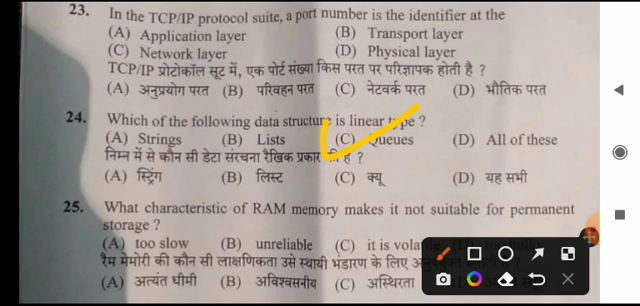 23. In the TCP/IP protocol suite, a port number is the identifier at the
(A) Application layer (B) Transport layer
(C) Network layer (D) Physical layer
TCP/IP प्रोटोकॉल सूट में, एक पोर्ट संख्या किस परत पर परिज्ञापक होती है ?
(A) अनुप्रयोग परत (B) परिवहन परत (C) नेटवर्क परत (D) भौतिक परत
24. Which of the following data structure is linear type ?
(A) Strings (B) Lists (C) Queues (D) All of these
निम्न में से कौन सी डेटा संरचना रैखिक प्रकार की है ?
(A) स्ट्रिंग (B) लिस्ट (C) क्यू (D) यह सभी
25. What characteristic of RAM memory makes it not suitable for permanent
storage ?
(A) too slow (B) unreliable (C) it is
रैम मेमोरी की कौन सी लाक्षणिकता उसे स्थायी भंडारण के लिए
(A) अत्यंत धीमी (B) अविश्वसनीय (C) अस्थिरता